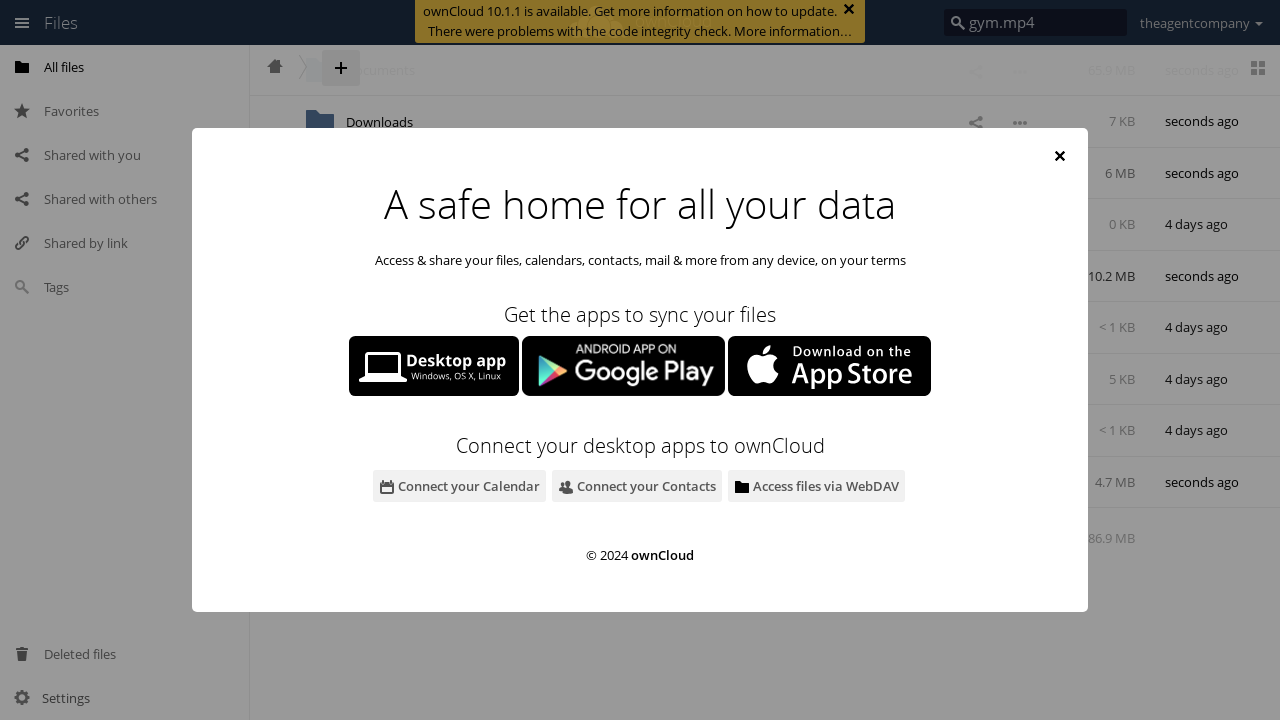 Files
ownCloud 10.1.1 is available. Get more information on how to update.
There were problems with the code integrity check. More information…
gym.mp4
theagentcompany
All files
Favorites
Shared with you
Shared with others
Shared by link
Tags
Deleted files
Settings
65.9 MB seconds ago
Downloads 7 KB seconds ago
6 MB seconds ago
0 KB 4 days ago
10.2 MB seconds ago
< 1 KB 4 days ago
5 KB 4 days ago
< 1 KB 4 days ago
4.7 MB seconds ago
86.9 MB
A safe home for all your data
Access & share your files, calendars, contacts, mail & more from any device, on your terms
Get the apps to sync your files
Desktop app
Windows, OS X, Linux
ANDROID APP ON
Google Play
Download on the
App Store
Connect your desktop apps to ownCloud
Connect your Calendar
Connect your Contacts
Access files via WebDAV
© 2024 ownCloud